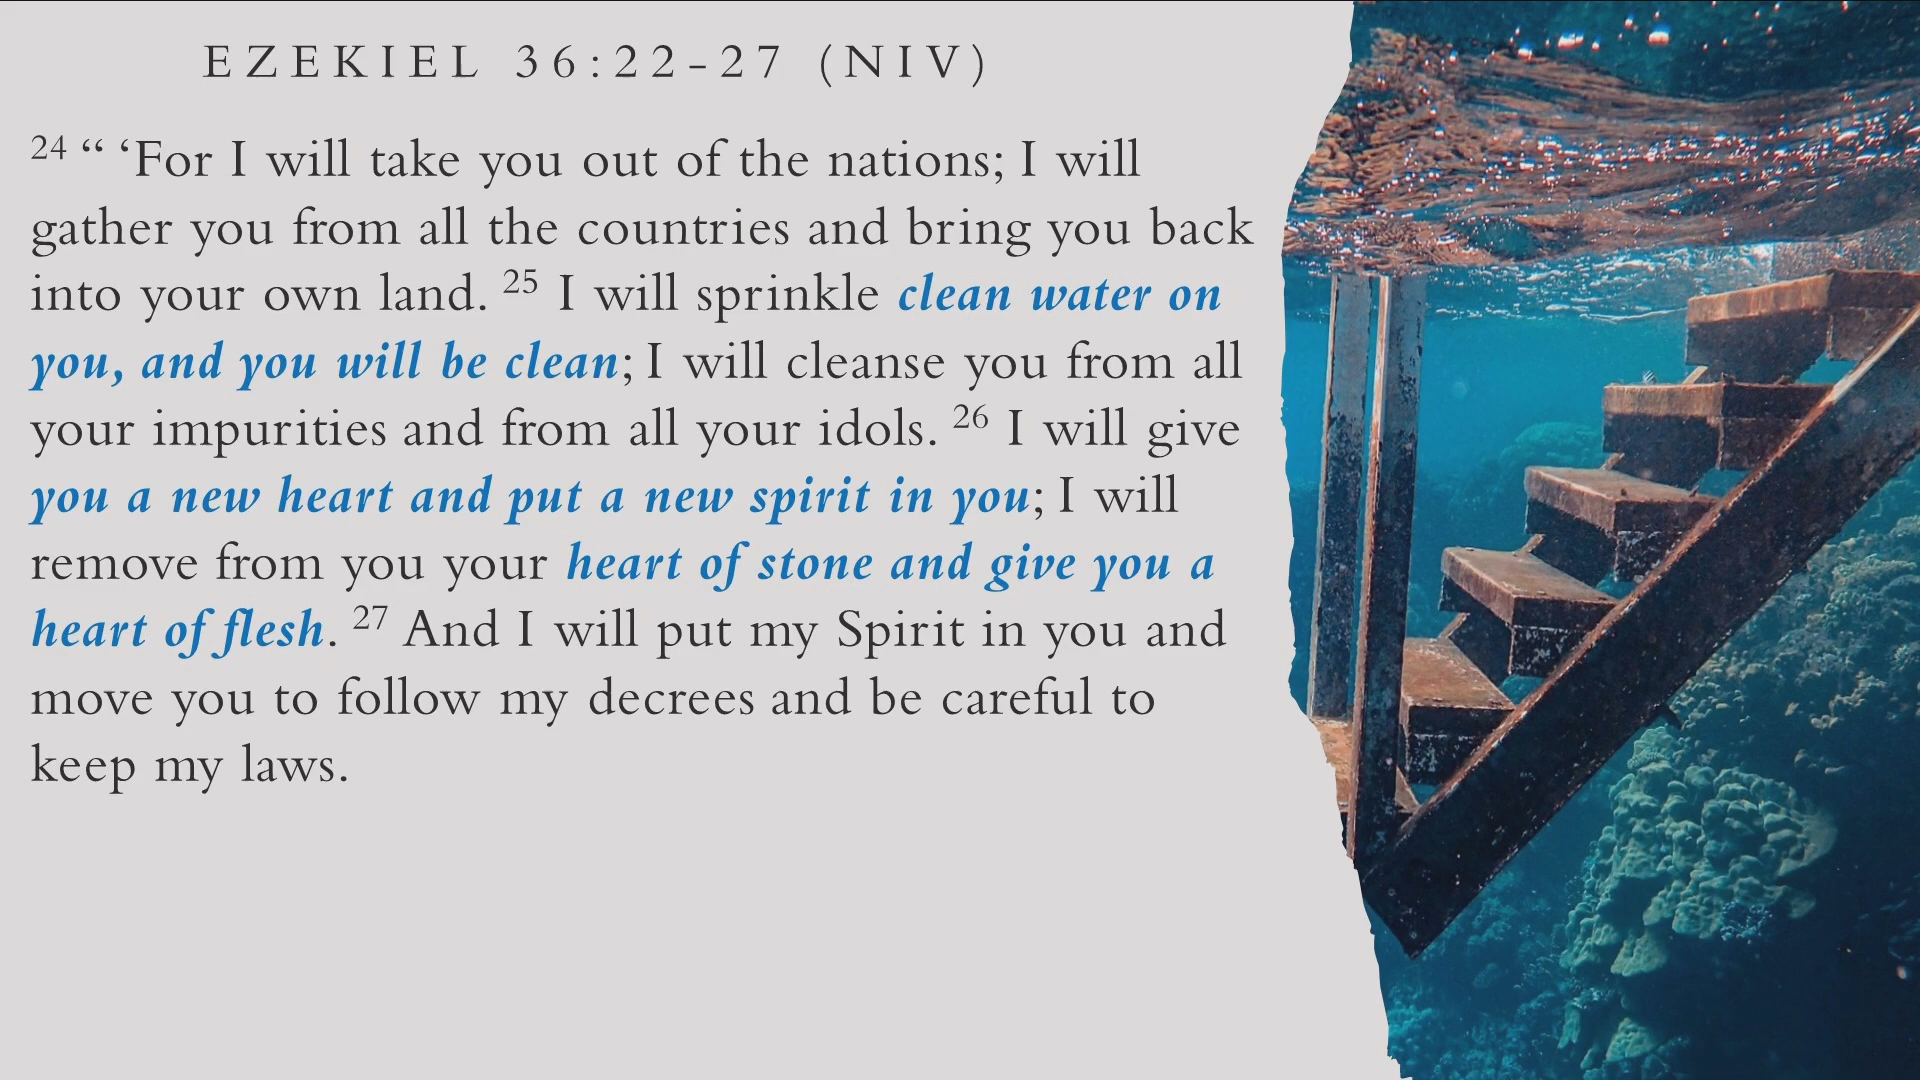 EZEKIEL 36:22-27 (NIV)
24 “ ‘For I will take you out of the nations; I will
gather you from all the countries and bring you back
into your own land. 25 I will sprinkle clean water on
you, and you will be clean; I will cleanse you from all
your impurities and from all your idols. 26 I will give
you a new heart and put a new spirit in you; I will
remove from you your heart of stone and give you a
heart of flesh. 27 And I will put my Spirit in you and
move you to follow my decrees and be careful to
keep my laws.